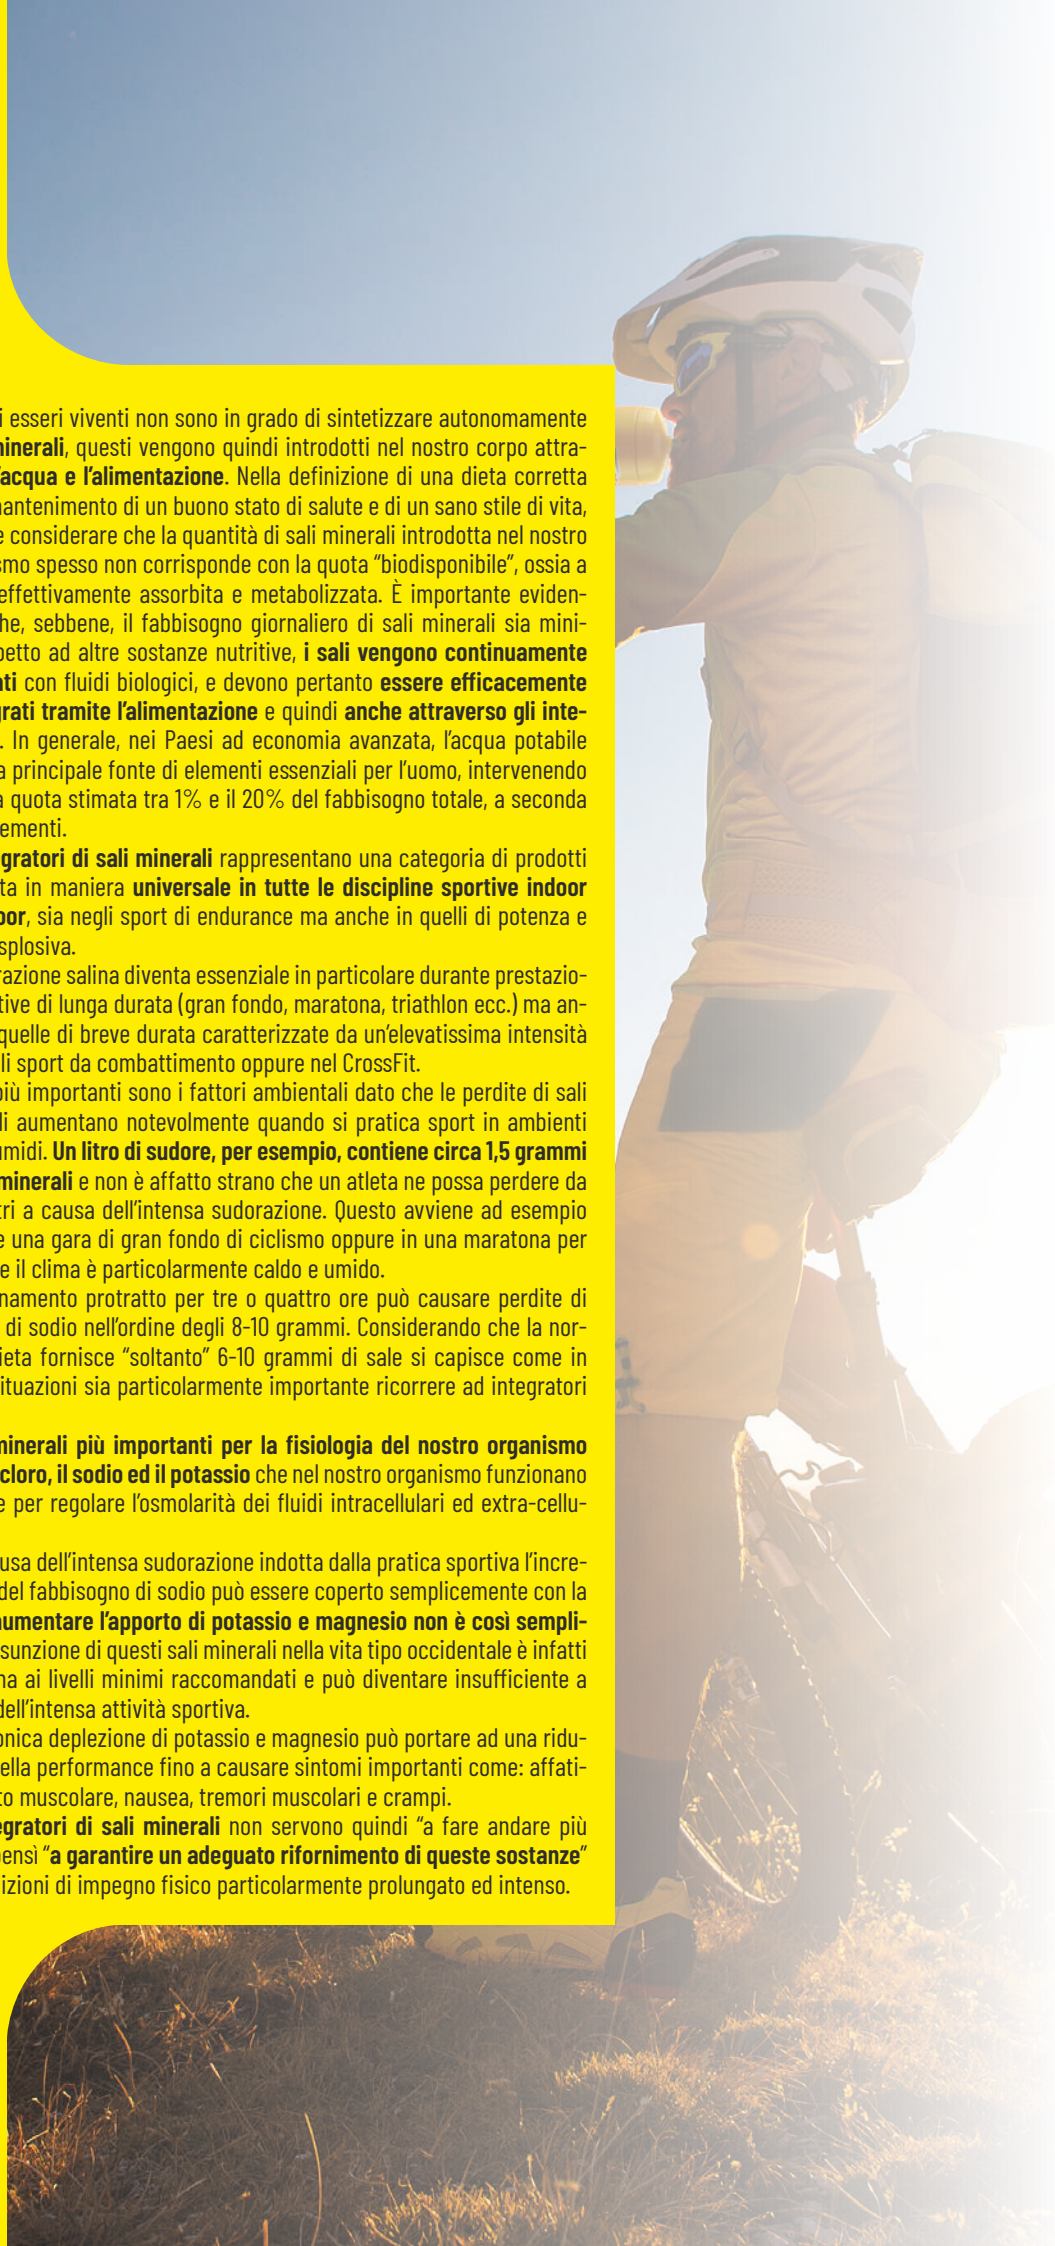 i esseri viventi non sono in grado di sintetizzare autonomamente
minerali, questi vengono quindi introdotti nel nostro corpo attra-
l'acqua e l'alimentazione. Nella definizione di una dieta corretta
mantenimento di un buono stato di salute e di un sano stile di vita,
e considerare che la quantità di sali minerali introdotta nel nostro
smo spesso non corrisponde con la quota “biodisponibile”, ossia a
effettivamente assorbita e metabolizzata. È importante eviden-
he, sebbene, il fabbisogno giornaliero di sali minerali sia mini-
petto ad altre sostanze nutritive, i sali vengono continuamente
ati con fluidi biologici, e devono pertanto essere efficacemente
grati tramite l'alimentazione e quindi anche attraverso gli inte-
. In generale, nei Paesi ad economia avanzata, l'acqua potabile
a principale fonte di elementi essenziali per l'uomo, intervenendo
a quota stimata tra 1% e il 20% del fabbisogno totale, a seconda
ementi.
gratori di sali minerali rappresentano una categoria di prodotti
ta in maniera universale in tutte le discipline sportive indoor
oor, sia negli sport di endurance ma anche in quelli di potenza e
splosiva.
razione salina diventa essenziale in particolare durante prestazio-
tive di lunga durata (gran fondo, maratona, triathlon ecc.) ma an-
quelle di breve durata caratterizzate da un'elevatissima intensità
li sport da combattimento oppure nel CrossFit.
più importanti sono i fattori ambientali dato che le perdite di sali
li aumentano notevolmente quando si pratica sport in ambienti
umidi. Un litro di sudore, per esempio, contiene circa 1,5 grammi
minerali e non è affatto strano che un atleta ne possa perdere da
tri a causa dell'intensa sudorazione. Questo avviene ad esempio
e una gara di gran fondo di ciclismo oppure in una maratona per
e il clima è particolarmente caldo e umido.
namento protratto per tre o quattro ore può causare perdite di
di sodio nell'ordine degli 8-10 grammi. Considerando che la nor-
ieta fornisce “soltanto” 6-10 grammi di sale si capisce come in
ituazioni sia particolarmente importante ricorrere ad integratori
minerali più importanti per la fisiologia del nostro organismo
cloro, il sodio ed il potassio che nel nostro organismo funzionano
e per regolare l'osmolarità dei fluidi intracellulari ed extra-cellu-
usa dell'intensa sudorazione indotta dalla pratica sportiva l'incre-
del fabbisogno di sodio può essere coperto semplicemente con la
aumentare l'apporto di potassio e magnesio non è così sempli-
sunzione di questi sali minerali nella vita tipo occidentale è infatti
na ai livelli minimi raccomandati e può diventare insufficiente a
dell'intensa attività sportiva.
onica deplezione di potassio e magnesio può portare ad una ridu-
ella performance fino a causare sintomi importanti come: affati-
to muscolare, nausea, tremori muscolari e crampi.
egratori di sali minerali non servono quindi “a fare andare più
bensì “a garantire un adeguato rifornimento di queste sostanze”
izioni di impegno fisico particolarmente prolungato ed intenso.